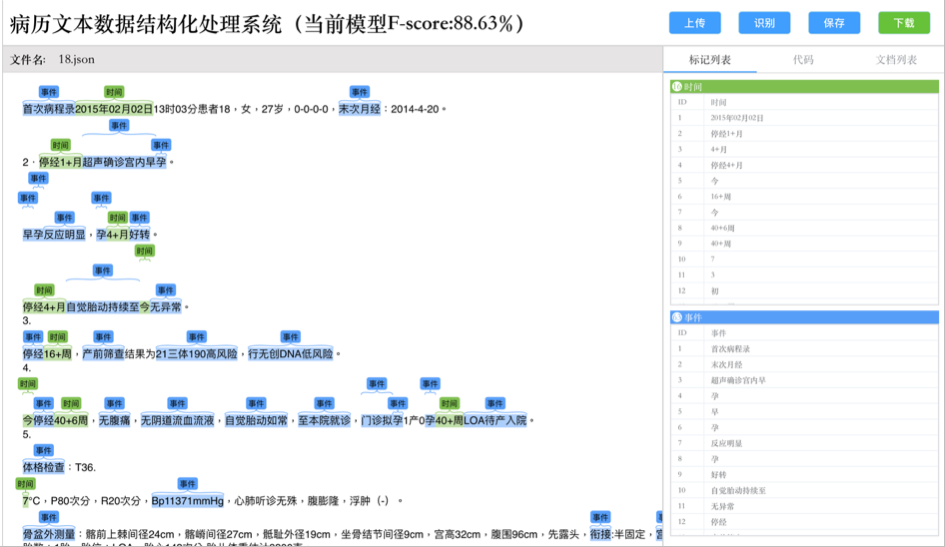 病历文本数据结构化处理系统（当前模型F-score:88.63%）
上传 识别 保存 下载
文件名: 18.json
标记列表 代码 文档列表
事件 时间 事件
首次病程录2015年02月02日13时03分患者18，女，27岁，0-0-0-0，末次月经：2014-4-20。
事件
时间 事件
2．停经1+月超声确诊宫内早孕。
事件
事件 事件
事件 时间 事件
早孕反应明显，孕4+月好转。
时间
事件
时间 事件
停经4+月自觉胎动持续至今无异常。
3.
事件 时间 事件 事件 事件
停经16+周，产前筛查结果为21三体190高风险，行无创DNA低风险。
4.
时间 事件 事件
事件 时间 事件 事件 事件 事件 事件 时间 事件
今停经40+6周，无腹痛，无阴道流血流液，自觉胎动如常，至本院就诊，门诊拟孕1产0孕40+周LOA待产入院。
5.
事件
体格检查：T36.
时间 事件
7°C，P80次分，R20次分，Bp11371mmHg，心肺听诊无殊，腹膨隆，浮肿（-）。
事件 事件
骨盆外测量：髂前上棘间径24cm，髂嵴间径27cm，骶耻外径19cm，坐骨结节间径9cm，宫高32cm，腹围96cm，先露头，衔接:半固定，
16 时间
ID 时间
1 2015年02月02日
2 停经1+月
3 4+月
4 停经4+月
5 今
6 16+周
7 今
8 40+6周
9 40+周
10 7
11 3
12 初
事件
ID 事件
1 首次病程录
2 末次月经
3 超声确诊宫内早
4 孕
5 早
6 孕
7 反应明显
8 孕
9 好转
10 自觉胎动持续至
11 无异常
12 停经